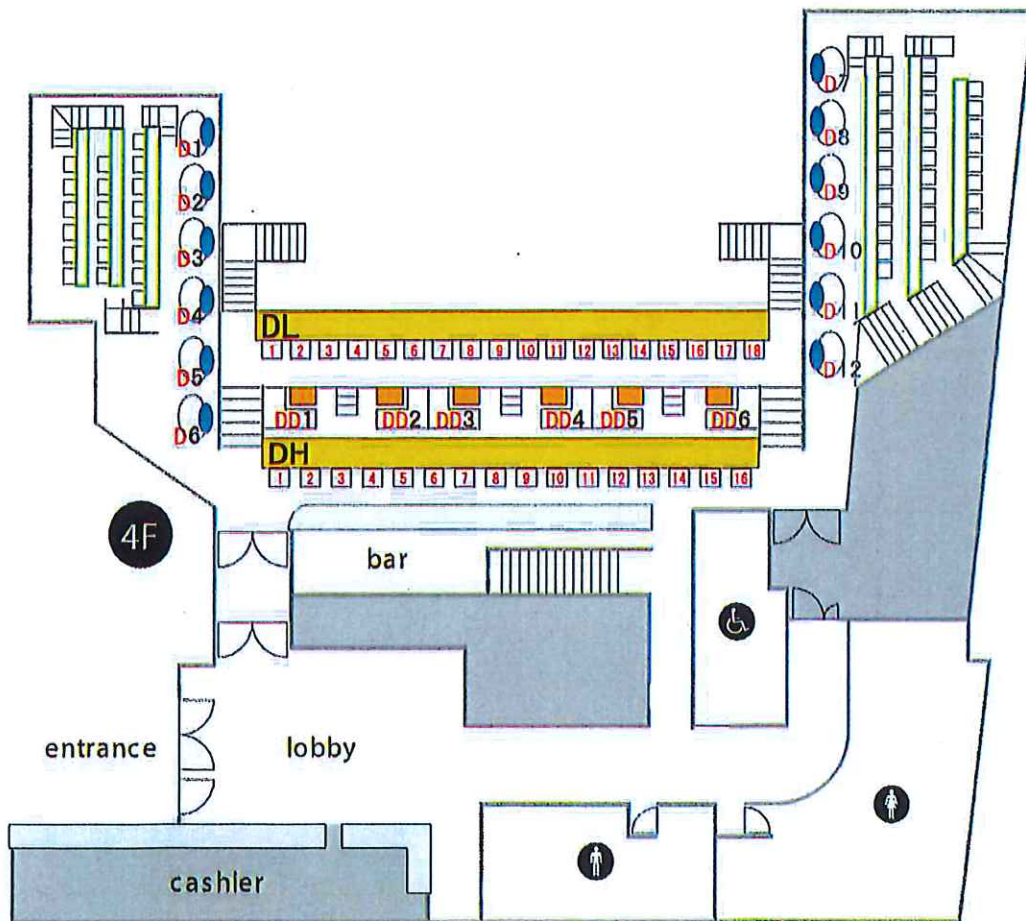 D1
D2
D3
D4
D5
D6
D7
D8
D9
D10
D11
D12
DL
1 2 3 4 5 6 7 8 9 10 11 12 13 14 15 16 17 18
DD1 DD2 DD3 DD4 DD5 DD6
DH
1 2 3 4 5 6 7 8 9 10 11 12 13 14 15 16
4F
bar
entrance
lobby
cashier